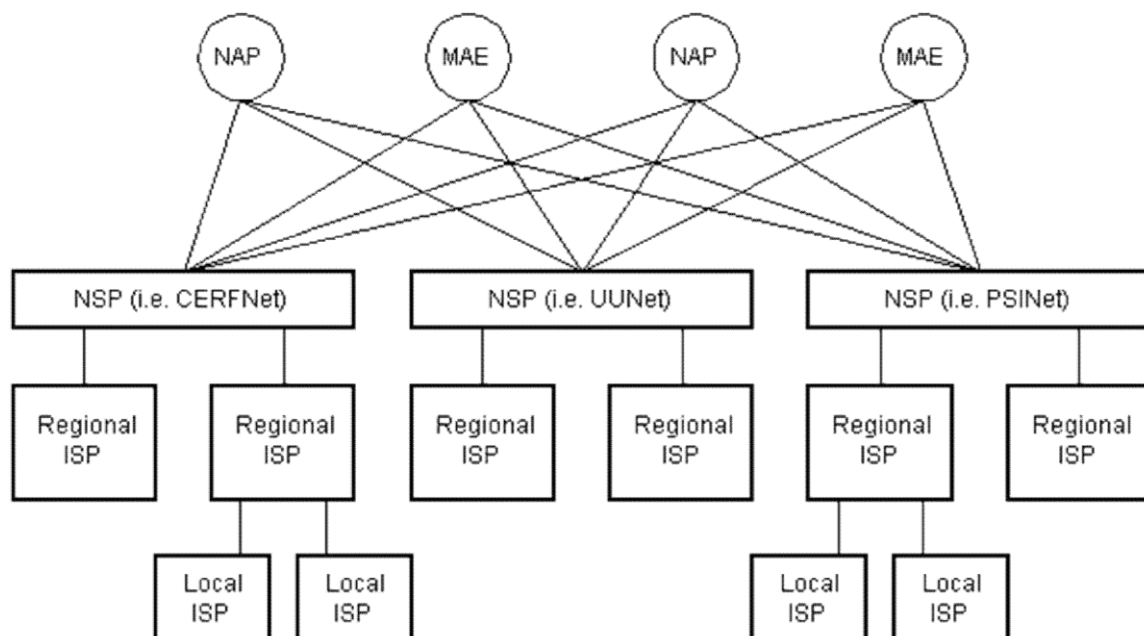 NAP
MAE
NAP
MAE
NSP (i.e. CERFNet)
NSP (i.e. UUNet)
NSP (i.e. PSINet)
Regional
ISP
Regional
ISP
Regional
ISP
Regional
ISP
Regional
ISP
Regional
ISP
Local
ISP
Local
ISP
Local
ISP
Local
ISP